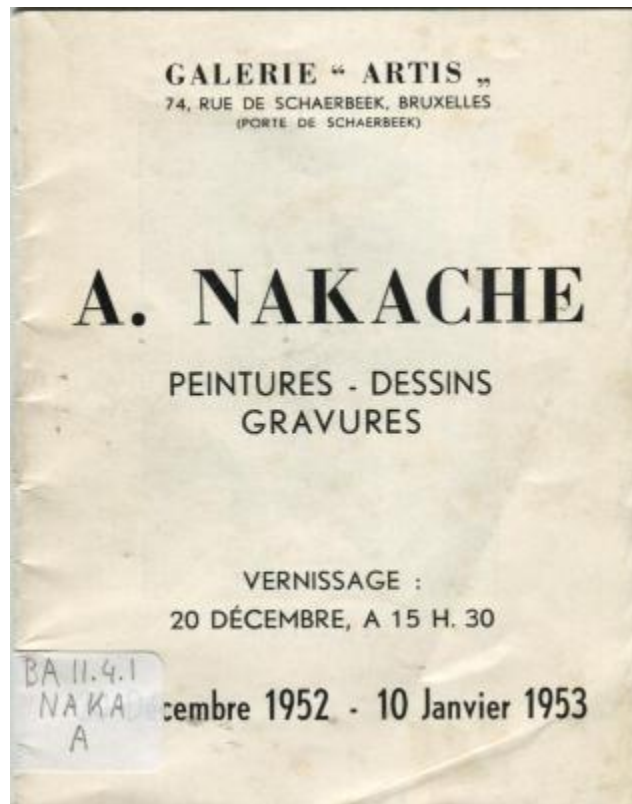 GALERIE “ ARTIS „
74, RUE DE SCHAERBEEK, BRUXELLES
(PORTE DE SCHAERBEEK)
A. NAKACHE
PEINTURES - DESSINS
GRAVURES
VERNISSAGE :
20 DÉCEMBRE, A 15 H. 30
BA 11.4.1
NAKA
A
cembre 1952 - 10 Janvier 1953